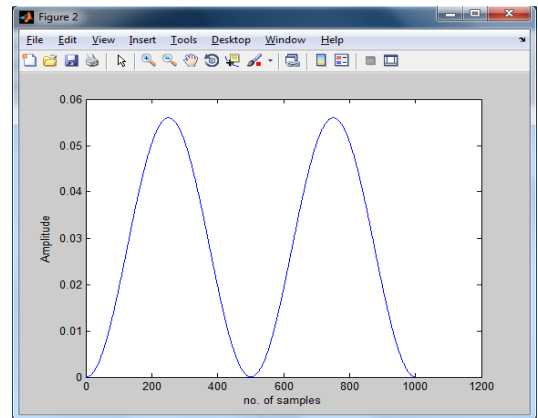 Figure 2
File Edit View Insert Tools Desktop Window Help
0.06
0.05
0.04
0.03
0.02
0.01
0
Amplitude
0 200 400 600 800 1000 1200
no. of samples